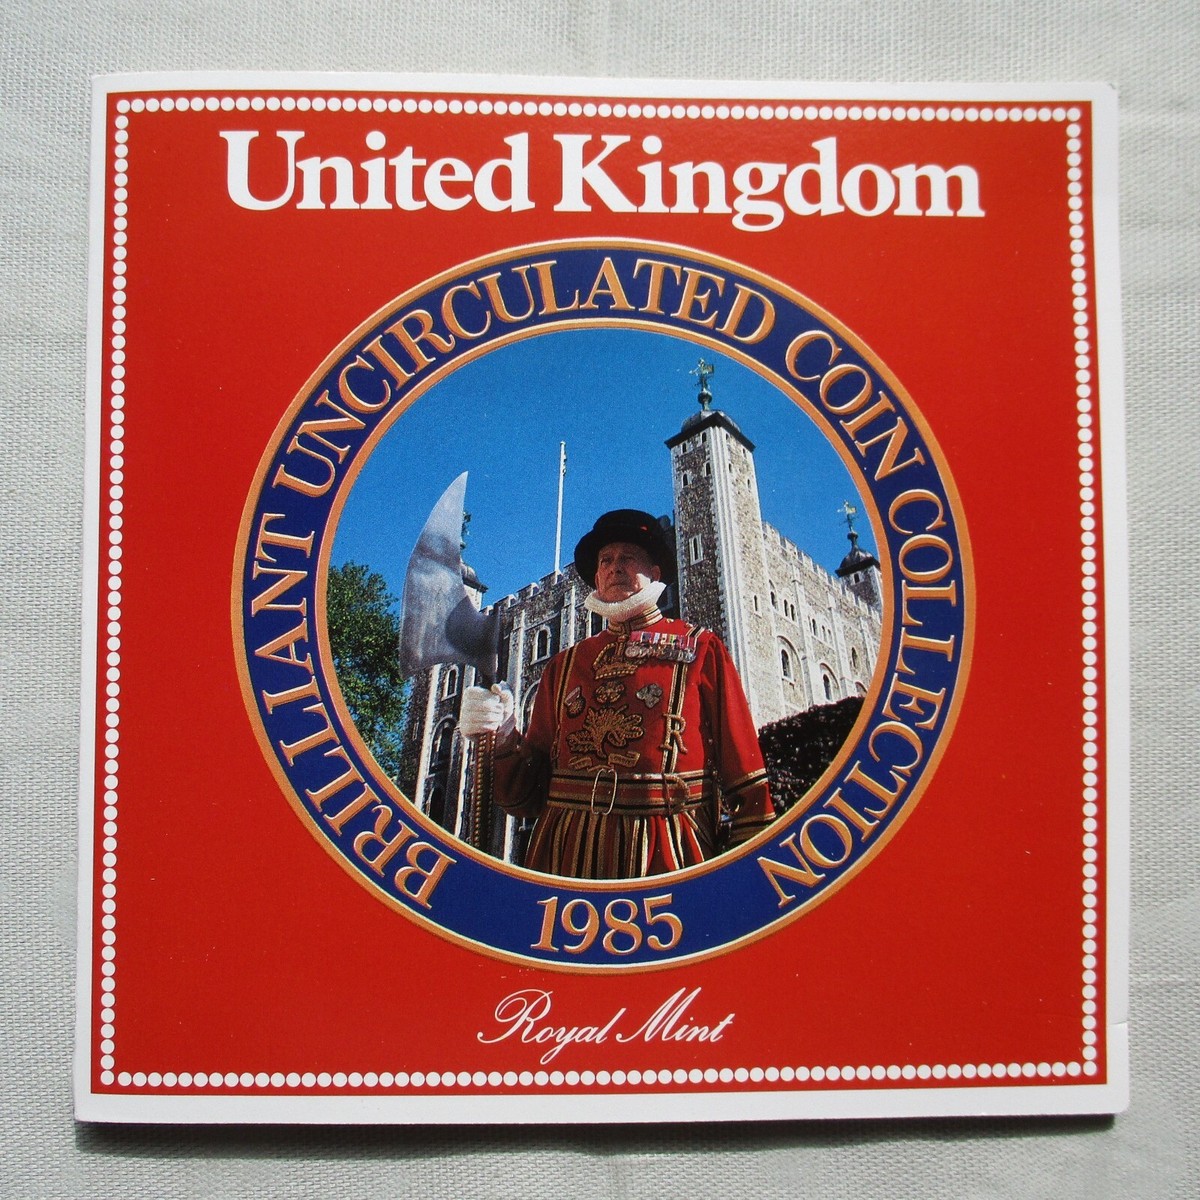 United Kingdom
BRILLIANT UNCIRCULATED COIN COLLECTION
1985
Royal Mint